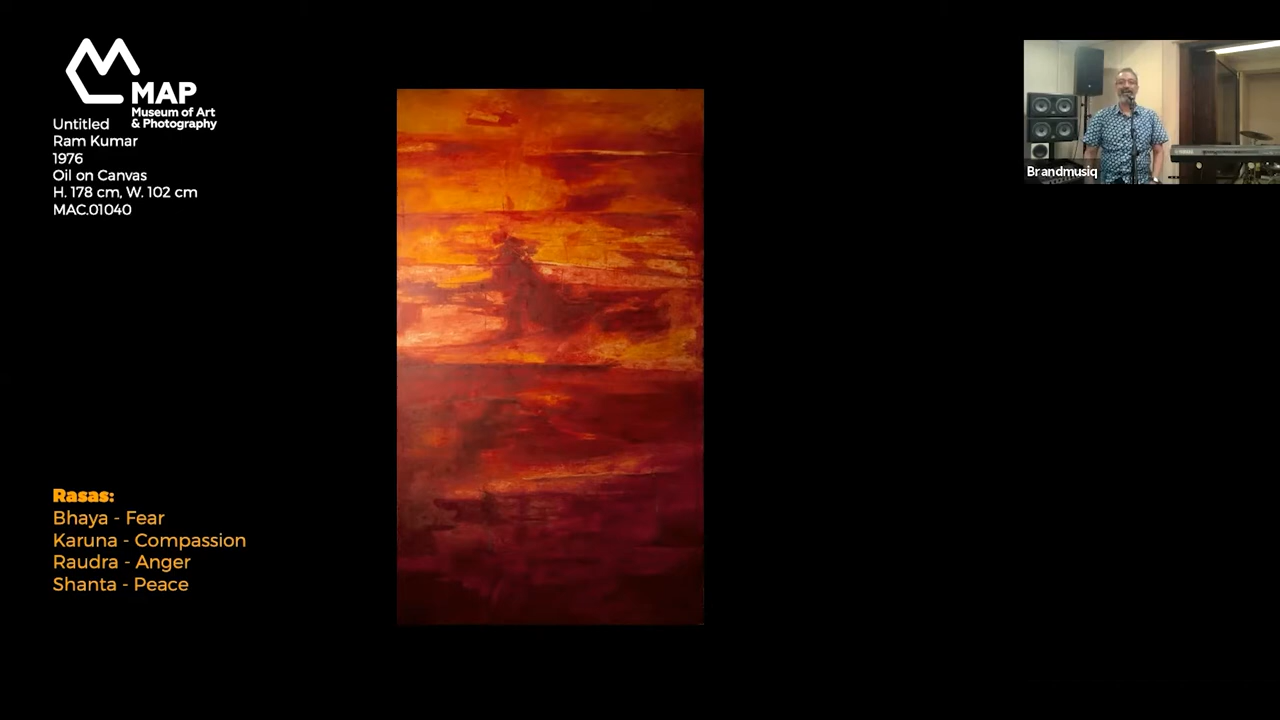 MAP
Museum of Art
& Photography
Untitled
Ram Kumar
1976
Oil on Canvas
H. 178 cm, W. 102 cm
MAC.01040
Rasas:
Bhaya - Fear
Karuna - Compassion
Raudra - Anger
Shanta - Peace
Brandmusiq